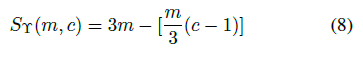 S_Υ(m, c) = 3m − [m/3(c − 1)] (8)